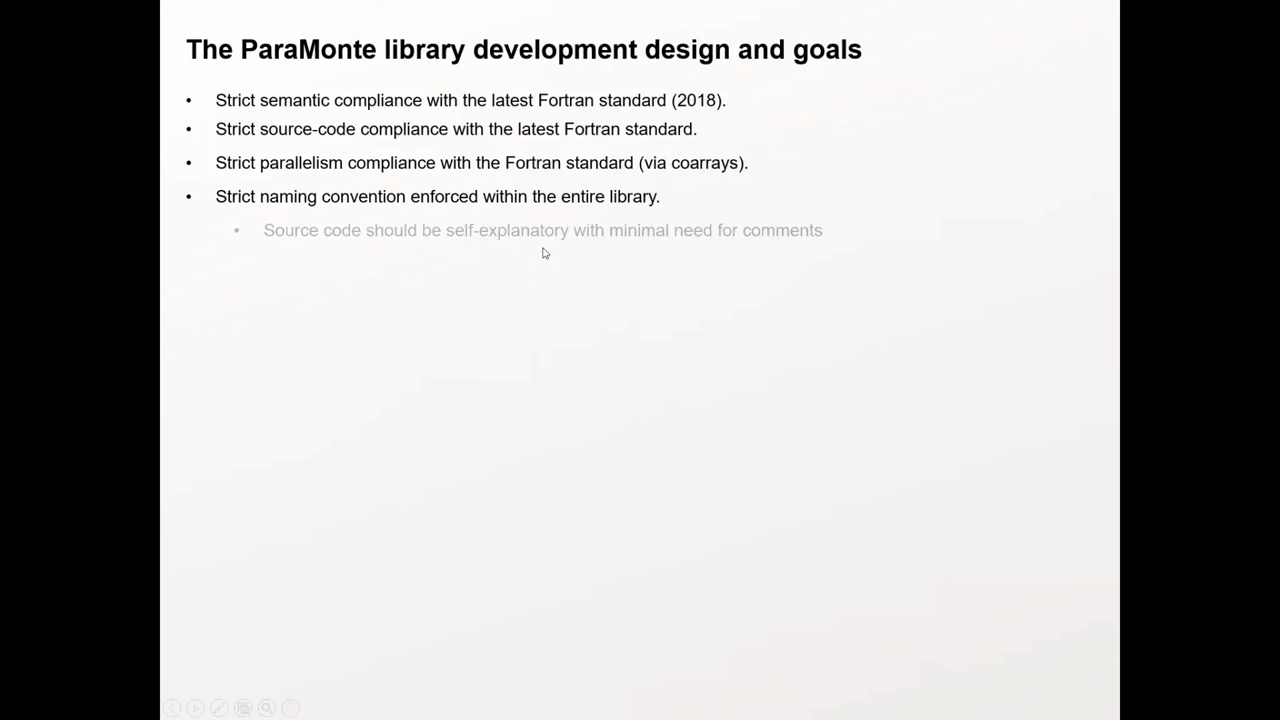 The ParaMonte library development design and goals
• Strict semantic compliance with the latest Fortran standard (2018).
• Strict source-code compliance with the latest Fortran standard.
• Strict parallelism compliance with the Fortran standard (via coarrays).
• Strict naming convention enforced within the entire library.
• Source code should be self-explanatory with minimal need for comments